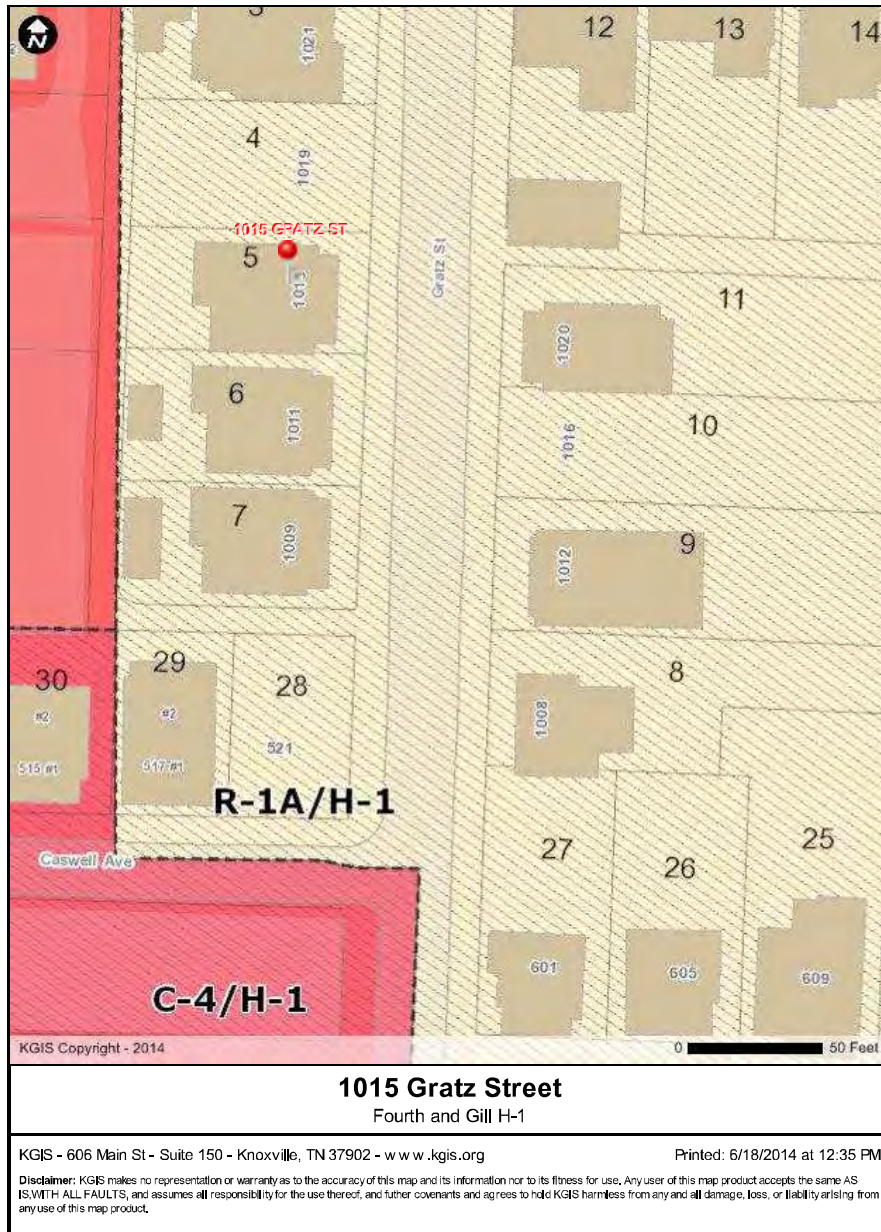 N
3
1021
12
13
14
4
1019
1015 GRATZ ST
5
1013
Gratz St
11
1020
6
1011
10
1016
7
1009
9
1012
29
28
8
30
#2
#2
1008
521
515 #1
517 #1
R-1A/H-1
Caswell Ave
27
26
25
601
605
609
C-4/H-1
KGIS Copyright - 2014
0 50 Feet
1015 Gratz Street
Fourth and Gill H-1
KGIS - 606 Main St - Suite 150 - Knoxville, TN 37902 - w w w .kgis.org
Printed: 6/18/2014 at 12:35 PM
Disclaimer: KGIS makes no representation or warranty as to the accuracy of this map and its information nor to its fitness for use. Any user of this map product accepts the same AS
IS,WITH ALL FAULTS, and assumes all responsibility for the use thereof, and futher covenants and agrees to hold KGIS harmless from any and all damage, loss, or liability arising from
any use of this map product.